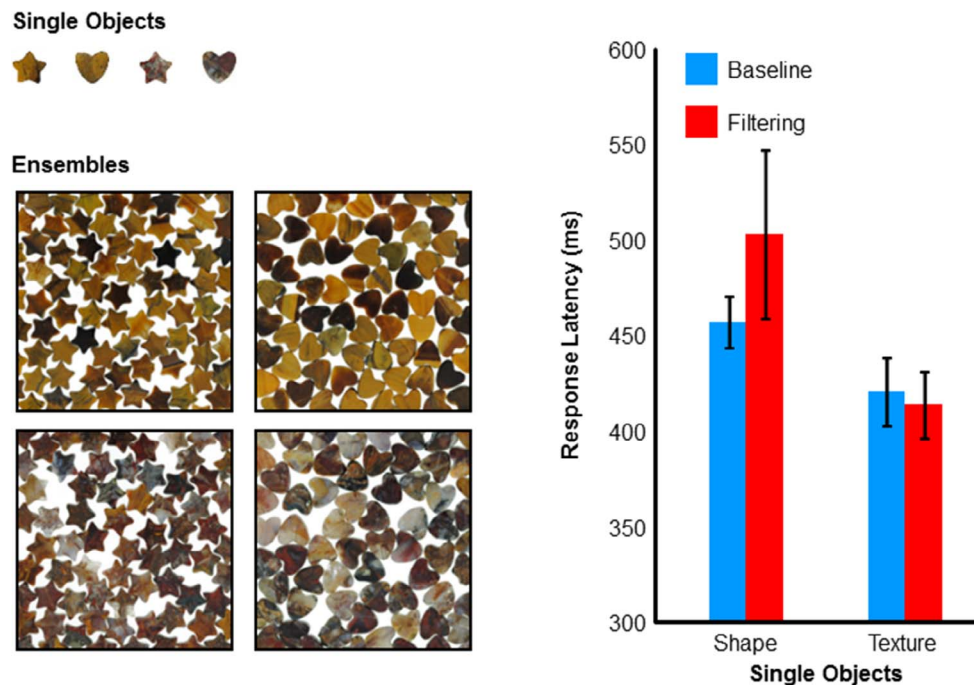 Single Objects
Ensembles
600
550
500
450
400
350
300
Response Latency (ms)
Baseline
Filtering
Shape
Texture
Single Objects